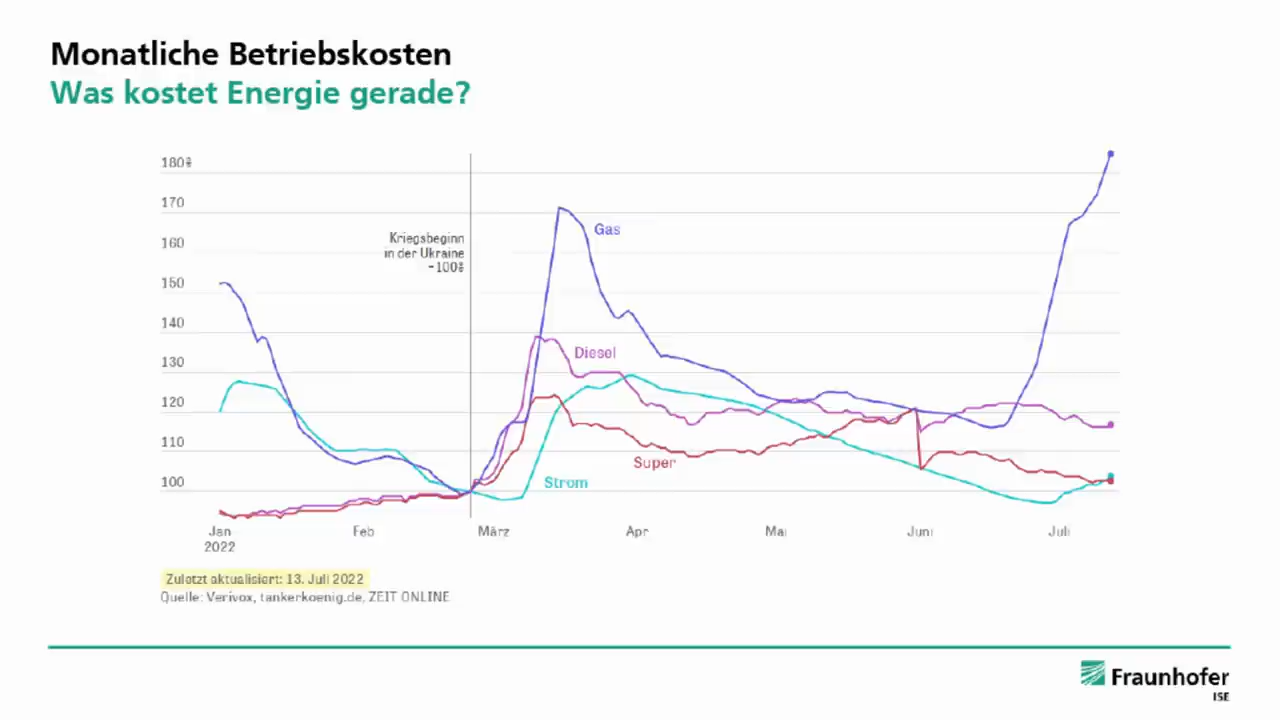 Monatliche Betriebskosten
Was kostet Energie gerade?
180%
170
160
150
140
130
120
110
100
Kriegsbeginn
in der Ukraine
=100%
Gas
Diesel
Super
Strom
Jan
2022
Feb
März
Apr
Mai
Juni
Juli
Zuletzt aktualisiert: 13. Juli 2022
Quelle: Verivox, tankerkoenig.de, ZEIT ONLINE
Fraunhofer
ISE